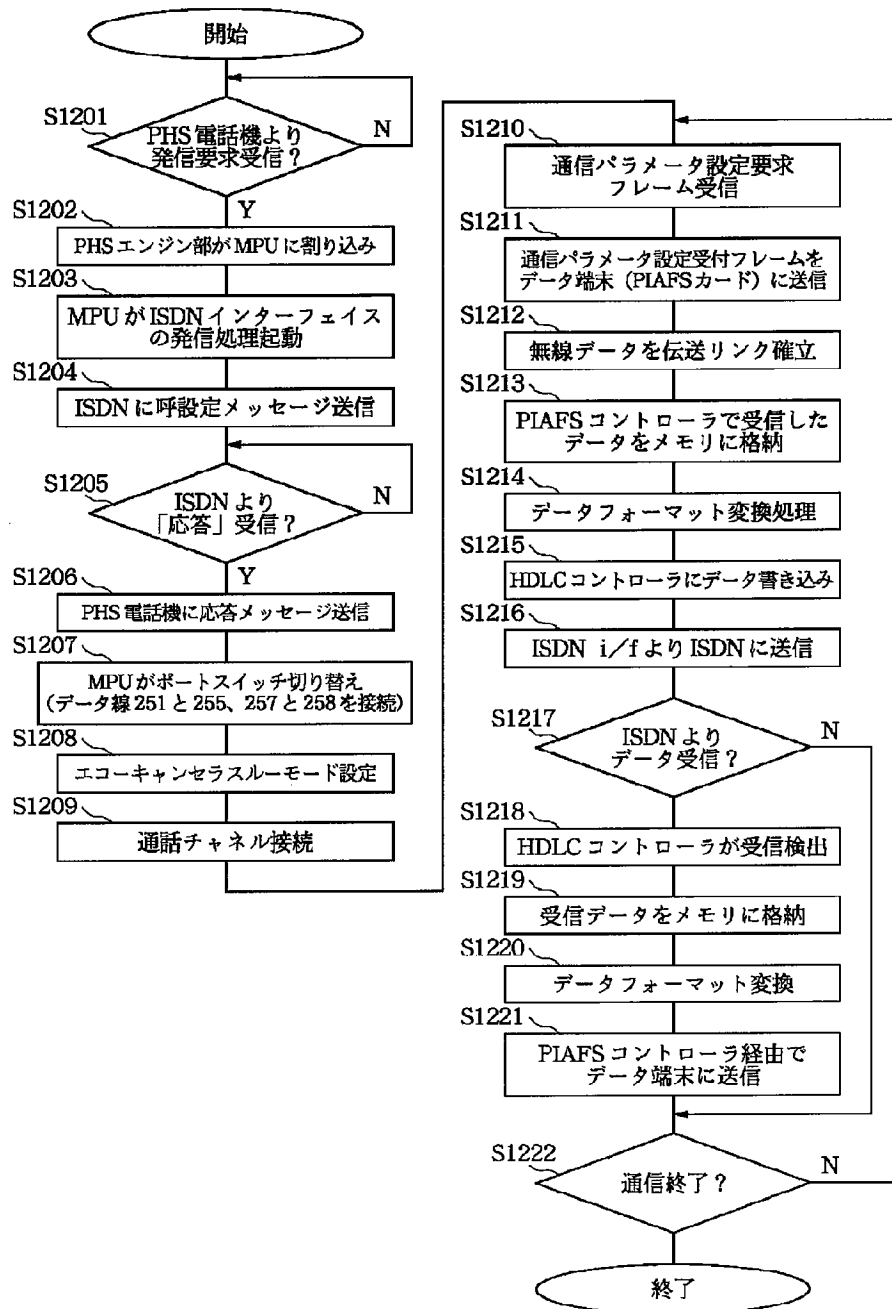 開始
S1201
PHS電話機より
発信要求受信？
N
Y
S1202
PHSエンジン部がMPUに割り込み
S1203
MPUがISDNインターフェイス
の発信処理起動
S1204
ISDNに呼設定メッセージ送信
S1205
ISDNより
「応答」受信？
N
Y
S1206
PHS電話機に応答メッセージ送信
S1207
MPUがポートスイッチ切り替え
(データ線251と255、257と258を接続)
S1208
エコーキャンセラスルーモード設定
S1209
通話チャネル接続
S1210
通信パラメータ設定要求
フレーム受信
S1211
通信パラメータ設定受付フレームを
データ端末（PIAFSカード）に送信
S1212
無線データを伝送リンク確立
S1213
PIAFSコントローラで受信した
データをメモリに格納
S1214
データフォーマット変換処理
S1215
HDLCコントローラにデータ書き込み
S1216
ISDN i/fよりISDNに送信
S1217
ISDNより
データ受信？
N
S1218
HDLCコントローラが受信検出
S1219
受信データをメモリに格納
S1220
データフォーマット変換
S1221
PIAFSコントローラ経由で
データ端末に送信
S1222
通信終了？
N
終了